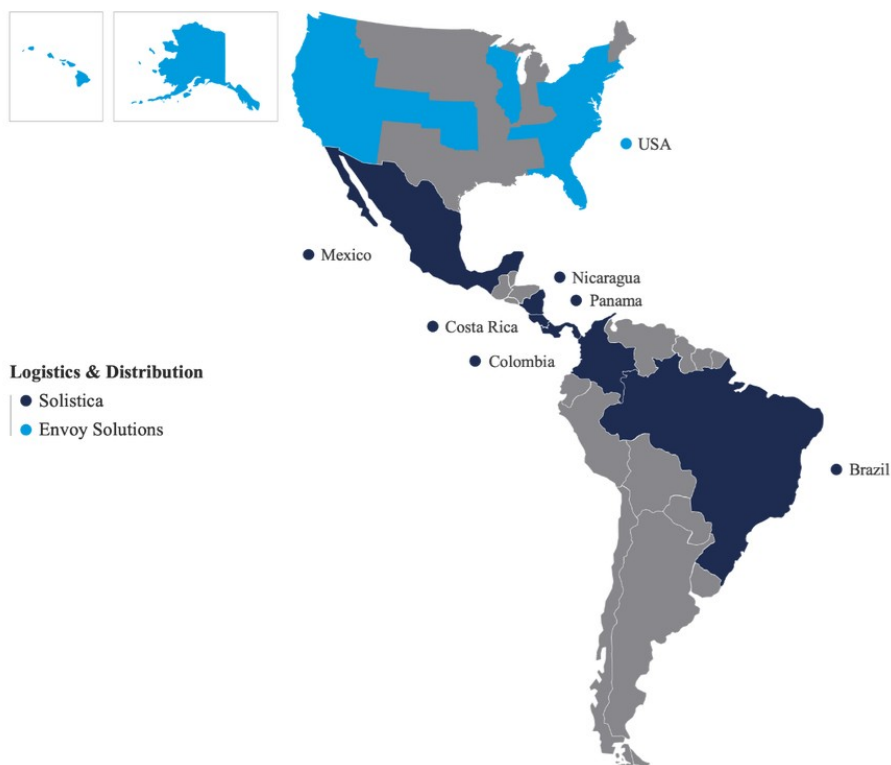 USA
Mexico
Nicaragua
Panama
Costa Rica
Colombia
Logistics & Distribution
Solistica
Envoy Solutions
Brazil